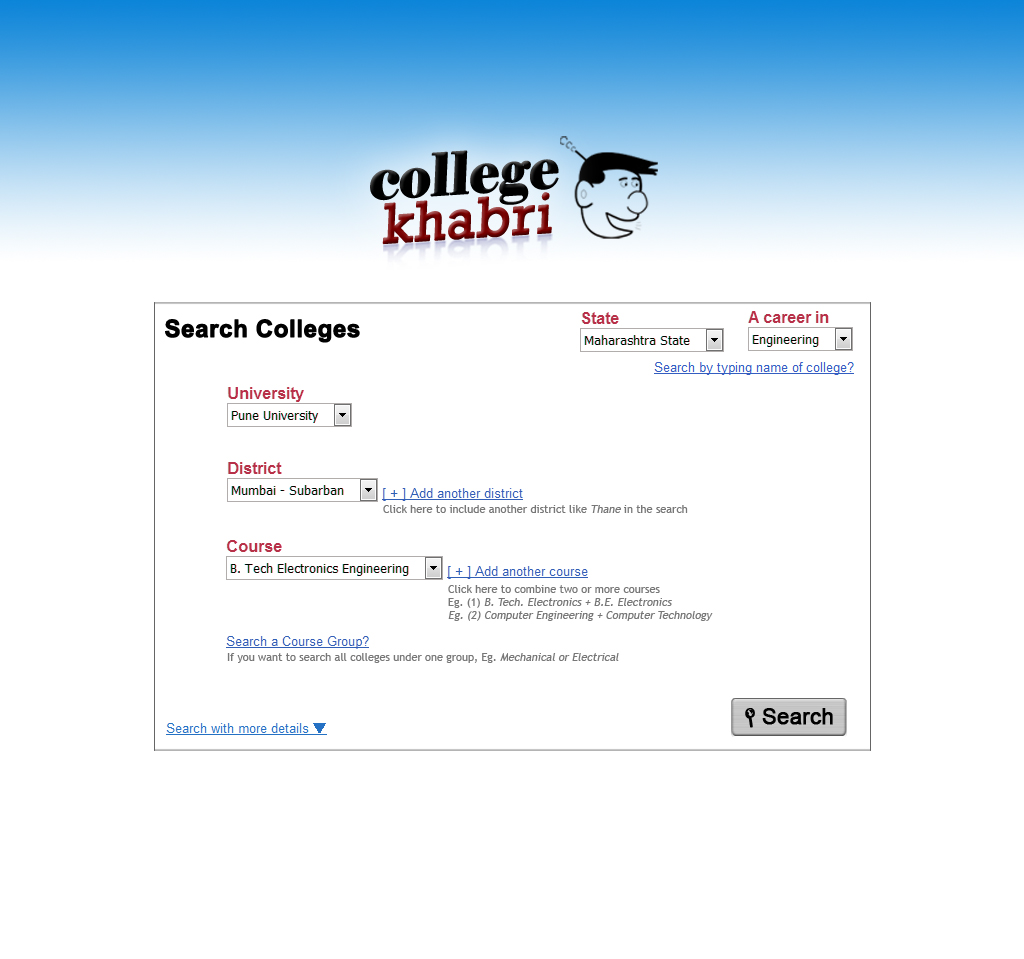 Ccc
college
khabri
Search Colleges
State
A career in
Maharashtra State
Engineering
Search by typing name of college?
University
Pune University
District
Mumbai - Subarban
[ + ] Add another district
Click here to include another district like Thane in the search
Course
B. Tech Electronics Engineering
[ + ] Add another course
Click here to combine two or more courses
Eg. (1) B. Tech. Electronics + B.E. Electronics
Eg. (2) Computer Engineering + Computer Technology
Search a Course Group?
If you want to search all colleges under one group, Eg. Mechanical or Electrical
Search with more details
Search